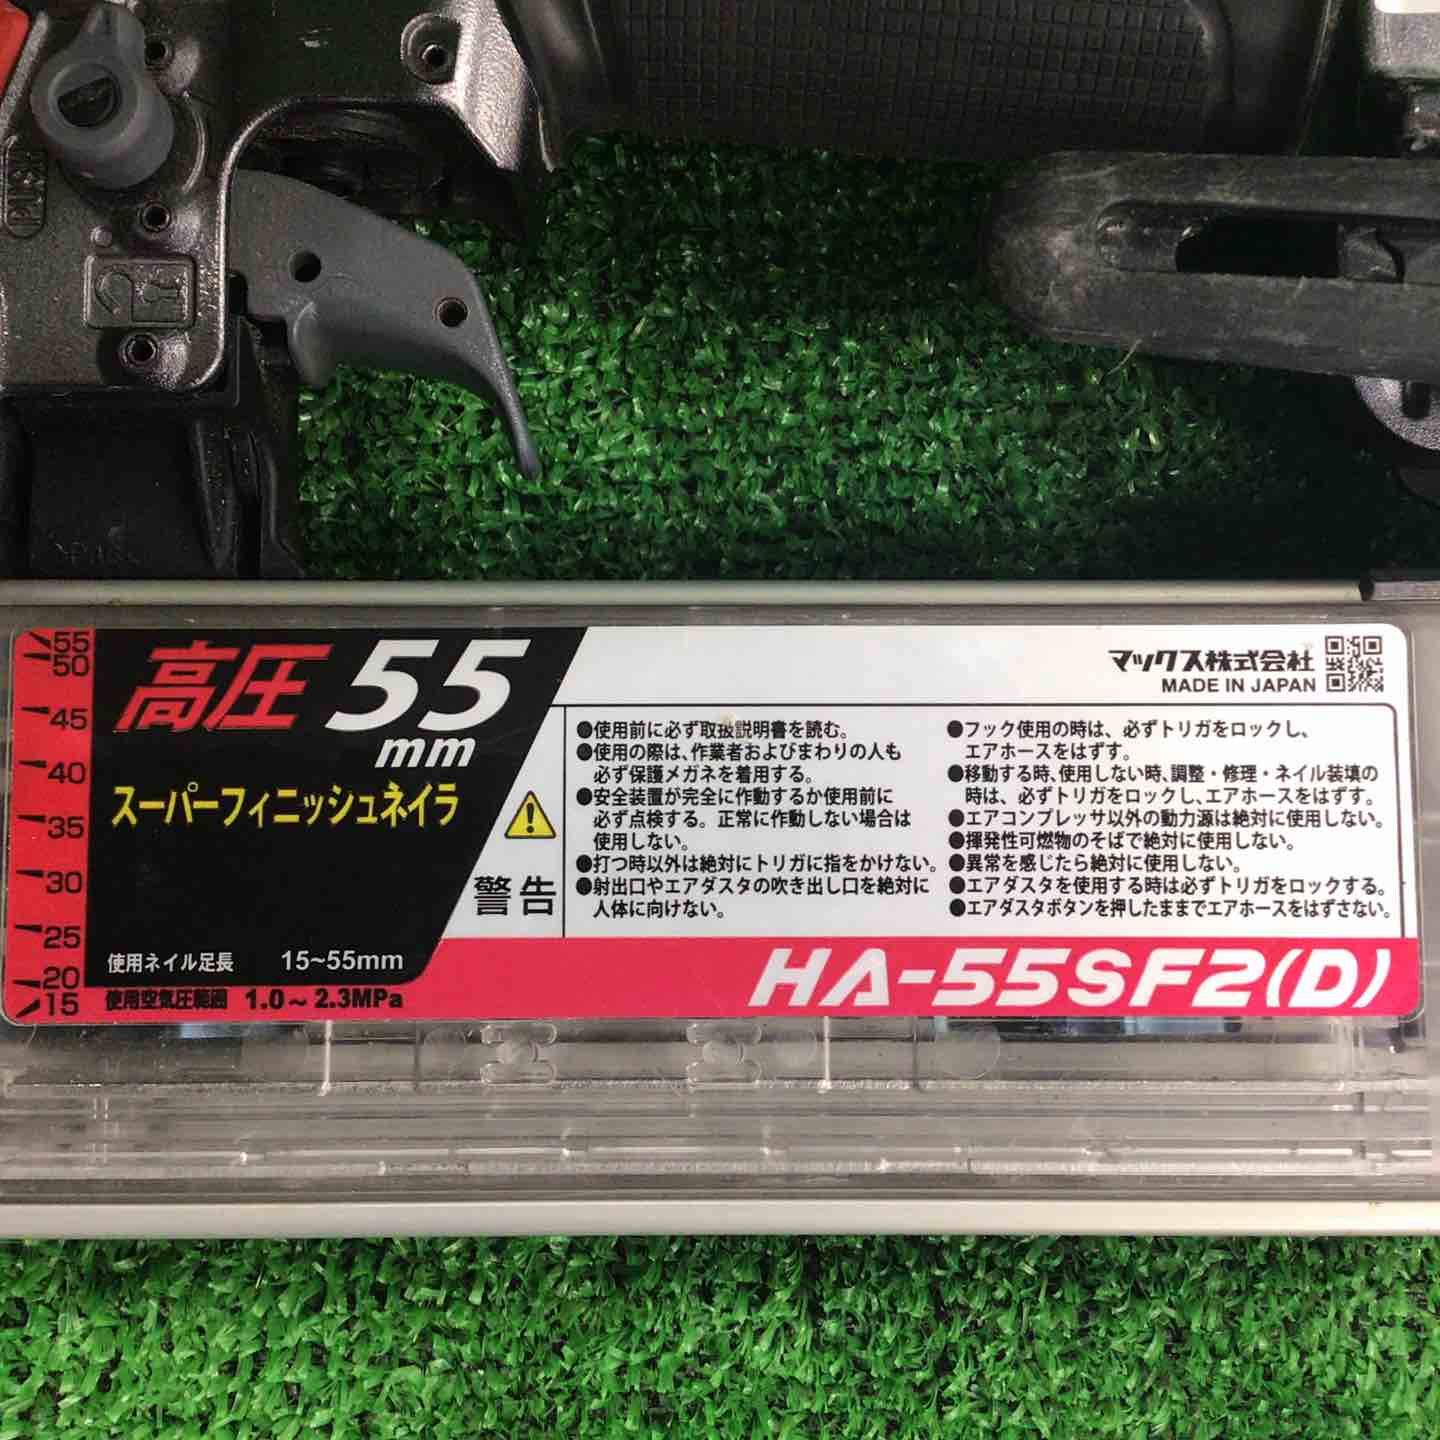 PUSH
55
50
45
40
35
30
25
20
15
高圧 55
mm
スーパーフィニッシュネイラ
使用ネイル足長 15~55mm
使用空気圧範囲 1.0~2.3MPa
警告
マックス株式会社
MADE IN JAPAN
●使用前に必ず取扱説明書を読む。
●使用の際は、作業者およびまわりの人も
必ず保護メガネを着用する。
●安全装置が完全に作動するか使用前に
必ず点検する。正常に作動しない場合は
使用しない。
●打つ時以外は絶対にトリガに指をかけない。
●射出口やエアダスタの吹き出し口を絶対に
人体に向けない。
●フック使用の時は、必ずトリガをロックし、
エアホースをはずす。
●移動する時、使用しない時、調整・修理・ネイル装填の
時は、必ずトリガをロックし、エアホースをはずす。
●エアコンプレッサ以外の動力源は絶対に使用しない。
●揮発性可燃物のそばで絶対に使用しない。
●異常を感じたら絶対に使用しない。
●エアダスタを使用する時は必ずトリガをロックする。
●エアダスタボタンを押したままでエアホースをはずさない。
HA-55SF2(D)